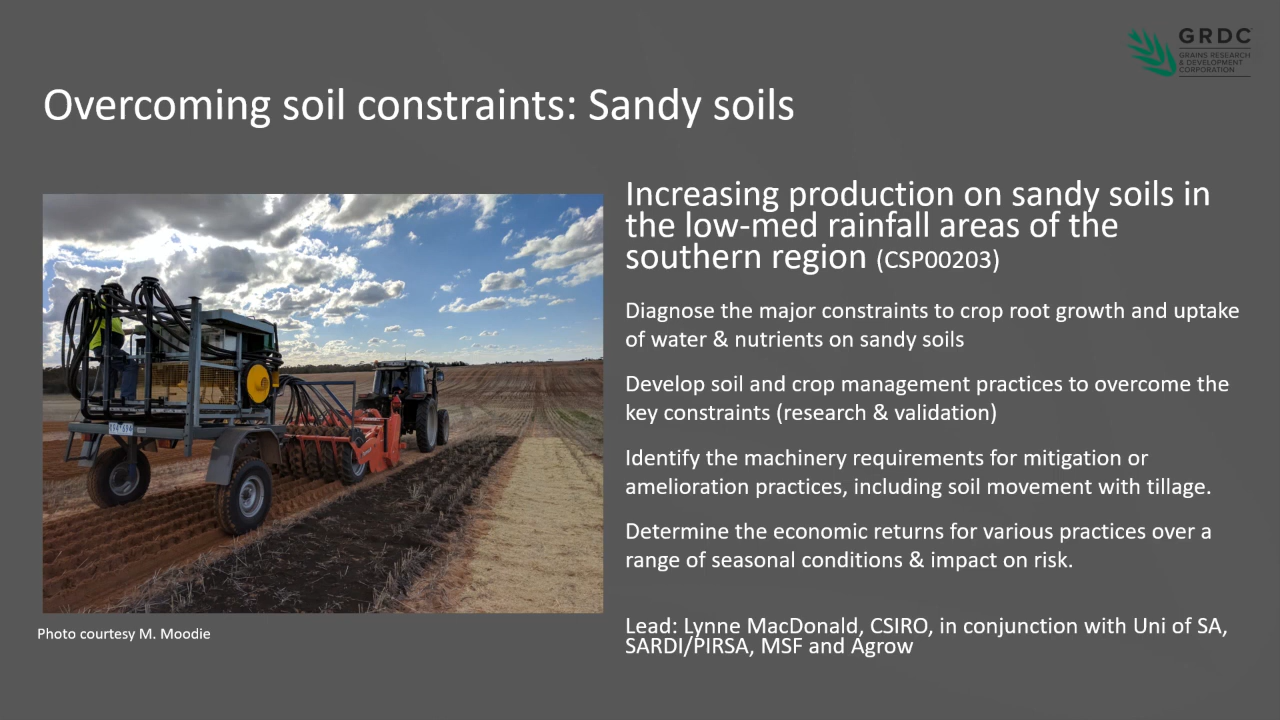 GRDC
GRAINS RESEARCH
& DEVELOPMENT
CORPORATION
Overcoming soil constraints: Sandy soils
Increasing production on sandy soils in
the low-med rainfall areas of the
southern region (CSP00203)
Diagnose the major constraints to crop root growth and uptake
of water & nutrients on sandy soils
Develop soil and crop management practices to overcome the
key constraints (research & validation)
Identify the machinery requirements for mitigation or
amelioration practices, including soil movement with tillage.
Determine the economic returns for various practices over a
range of seasonal conditions & impact on risk.
Lead: Lynne MacDonald, CSIRO, in conjunction with Uni of SA,
SARDI/PIRSA, MSF and Agrow
Photo courtesy M. Moodie